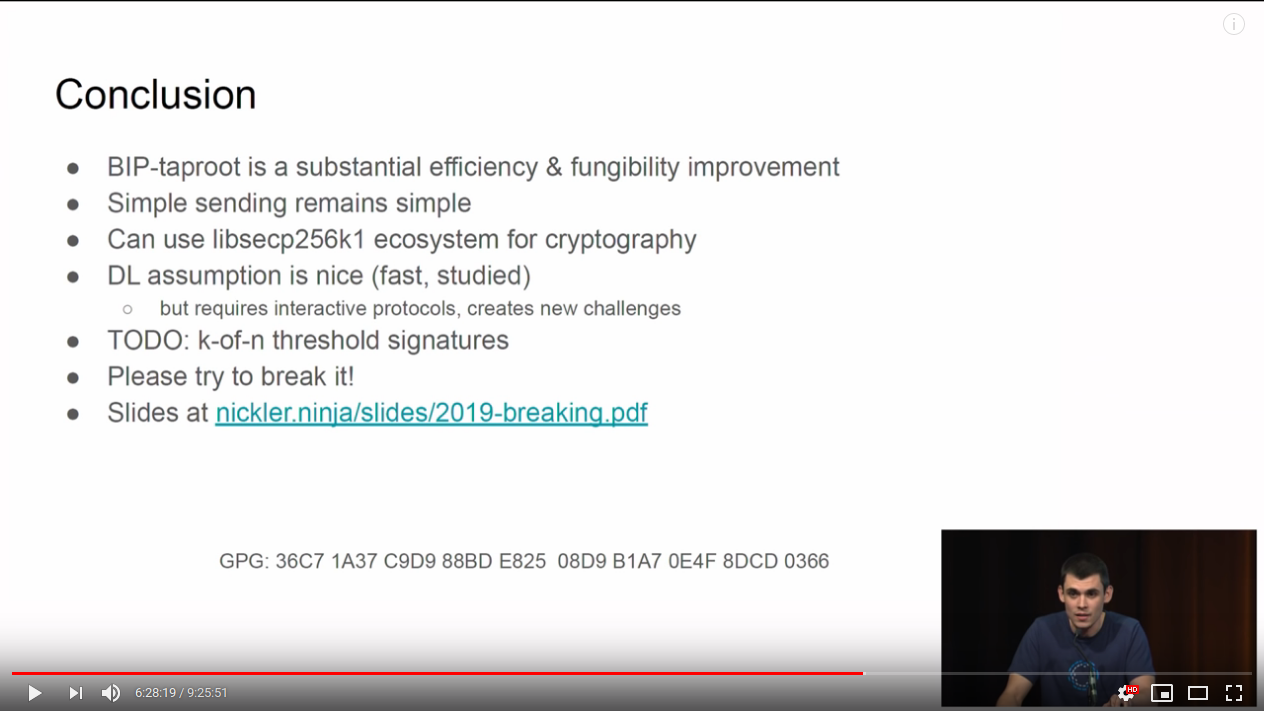 Conclusion
● BIP-taproot is a substantial efficiency & fungibility improvement
● Simple sending remains simple
● Can use libsecp256k1 ecosystem for cryptography
● DL assumption is nice (fast, studied)
○ but requires interactive protocols, creates new challenges
● TODO: k-of-n threshold signatures
● Please try to break it!
● Slides at nickler.ninja/slides/2019-breaking.pdf
GPG: 36C7 1A37 C9D9 88BD E825 08D9 B1A7 0E4F 8DCD 0366
6:28:19 / 9:25:51
HD